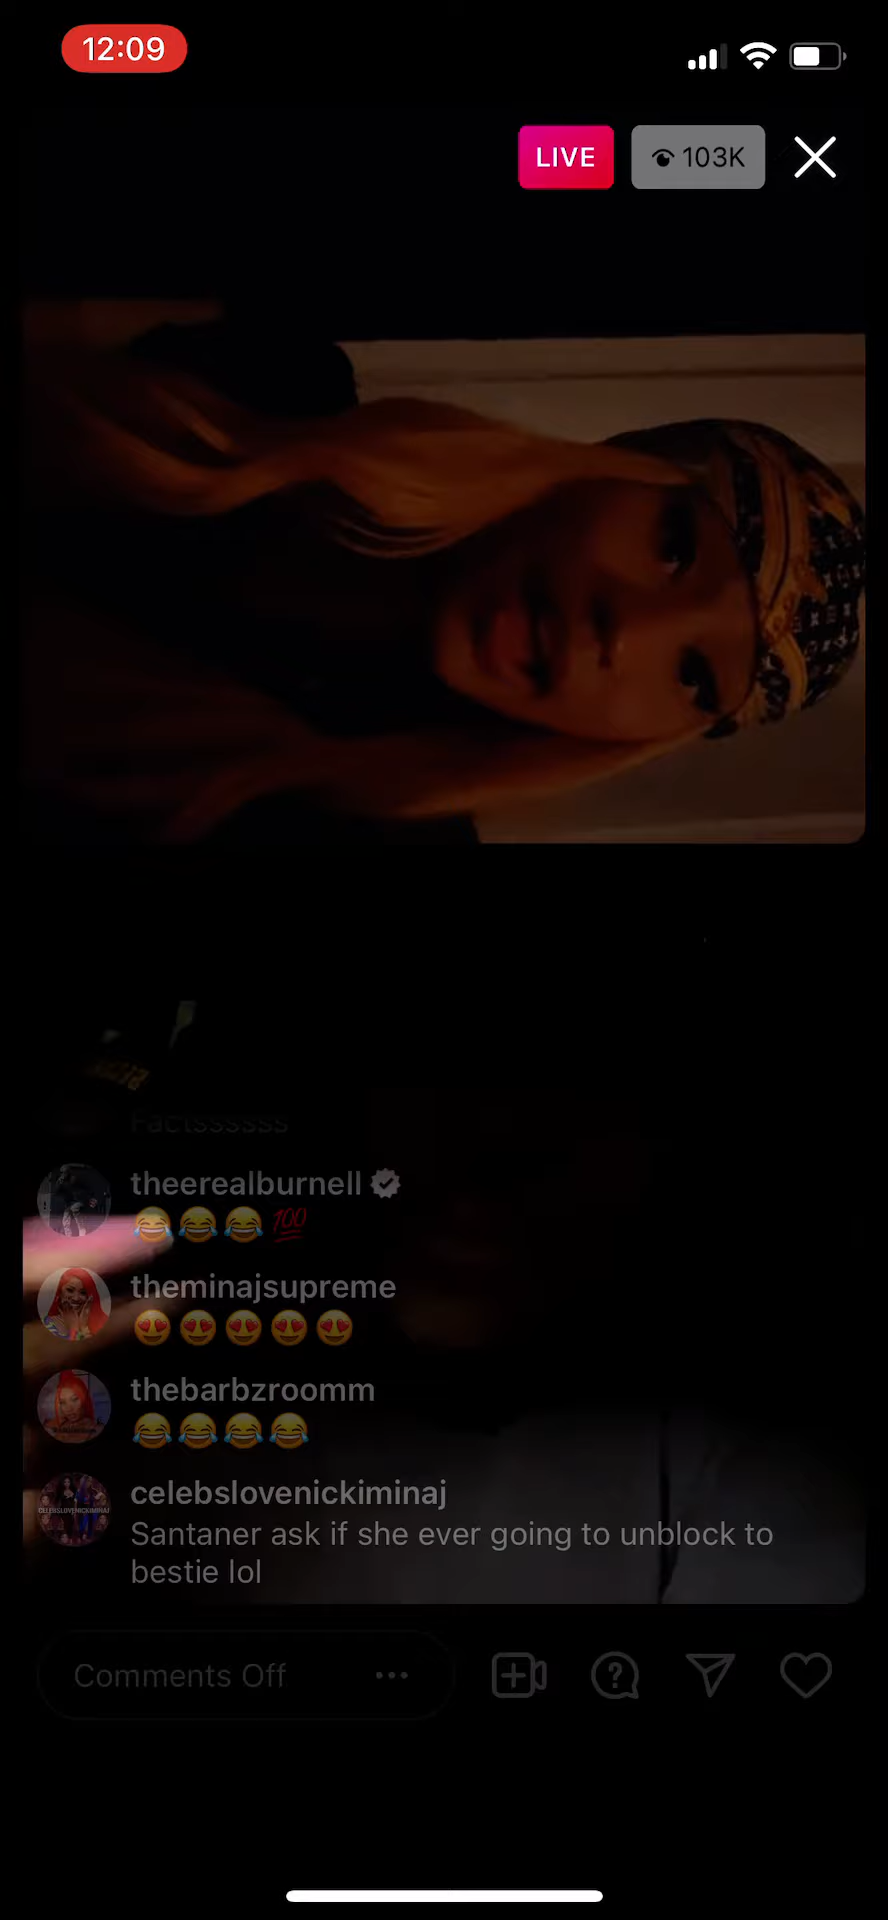 12:09
LIVE
103K
Factssssss
theerealburnell
😂😂😂💯
theminajsupreme
😍😍😍😍😍
thebarbzroomm
😂😂😂😂
celebslovenickiminaj
Santaner ask if she ever going to unblock to
bestie lol
Comments Off